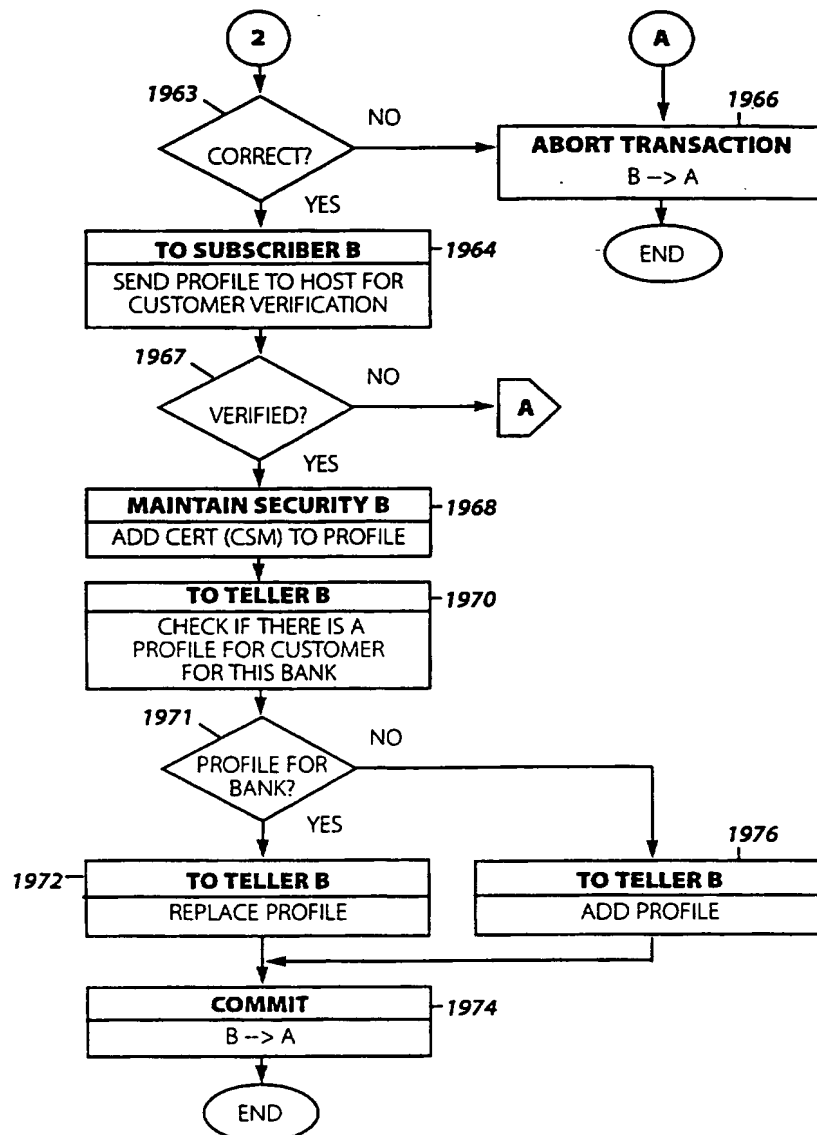 2
A
1963
NO
1966
CORRECT?
ABORT TRANSACTION
B --> A
YES
END
TO SUBSCRIBER B
1964
SEND PROFILE TO HOST FOR
CUSTOMER VERIFICATION
1967
NO
VERIFIED?
A
YES
MAINTAIN SECURITY B
1968
ADD CERT (CSM) TO PROFILE
TO TELLER B
1970
CHECK IF THERE IS A
PROFILE FOR CUSTOMER
FOR THIS BANK
1971
NO
PROFILE FOR
BANK?
YES
1976
1972
TO TELLER B
REPLACE PROFILE
TO TELLER B
ADD PROFILE
COMMIT
1974
B --> A
END